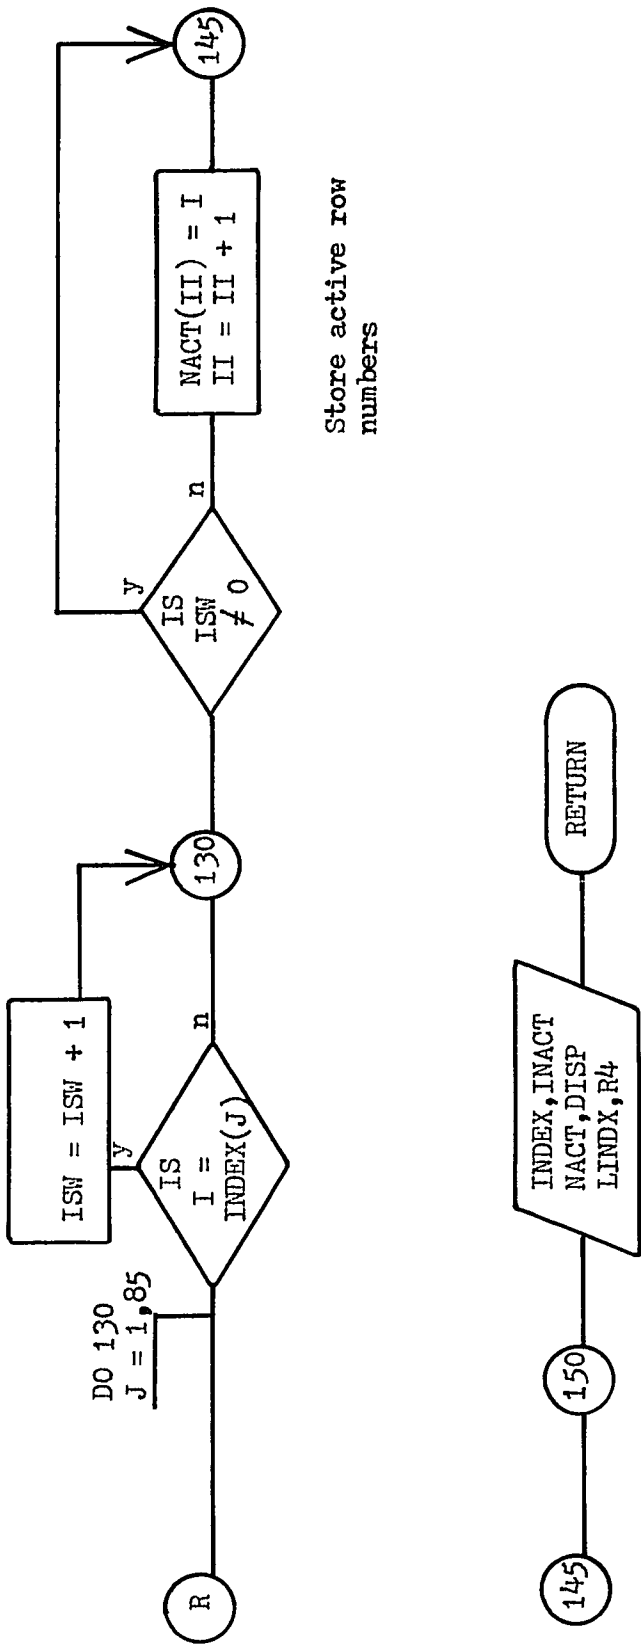 R
DO 130
J = 1,85
IS
I =
INDEX(J)
y
n
ISW = ISW + 1
130
IS
ISW
≠ 0
y
n
NACT(II) = I
II = II + 1
145
Store active row
numbers
145
150
INDEX,INACT
NACT,DISP
LINDX,R4
RETURN